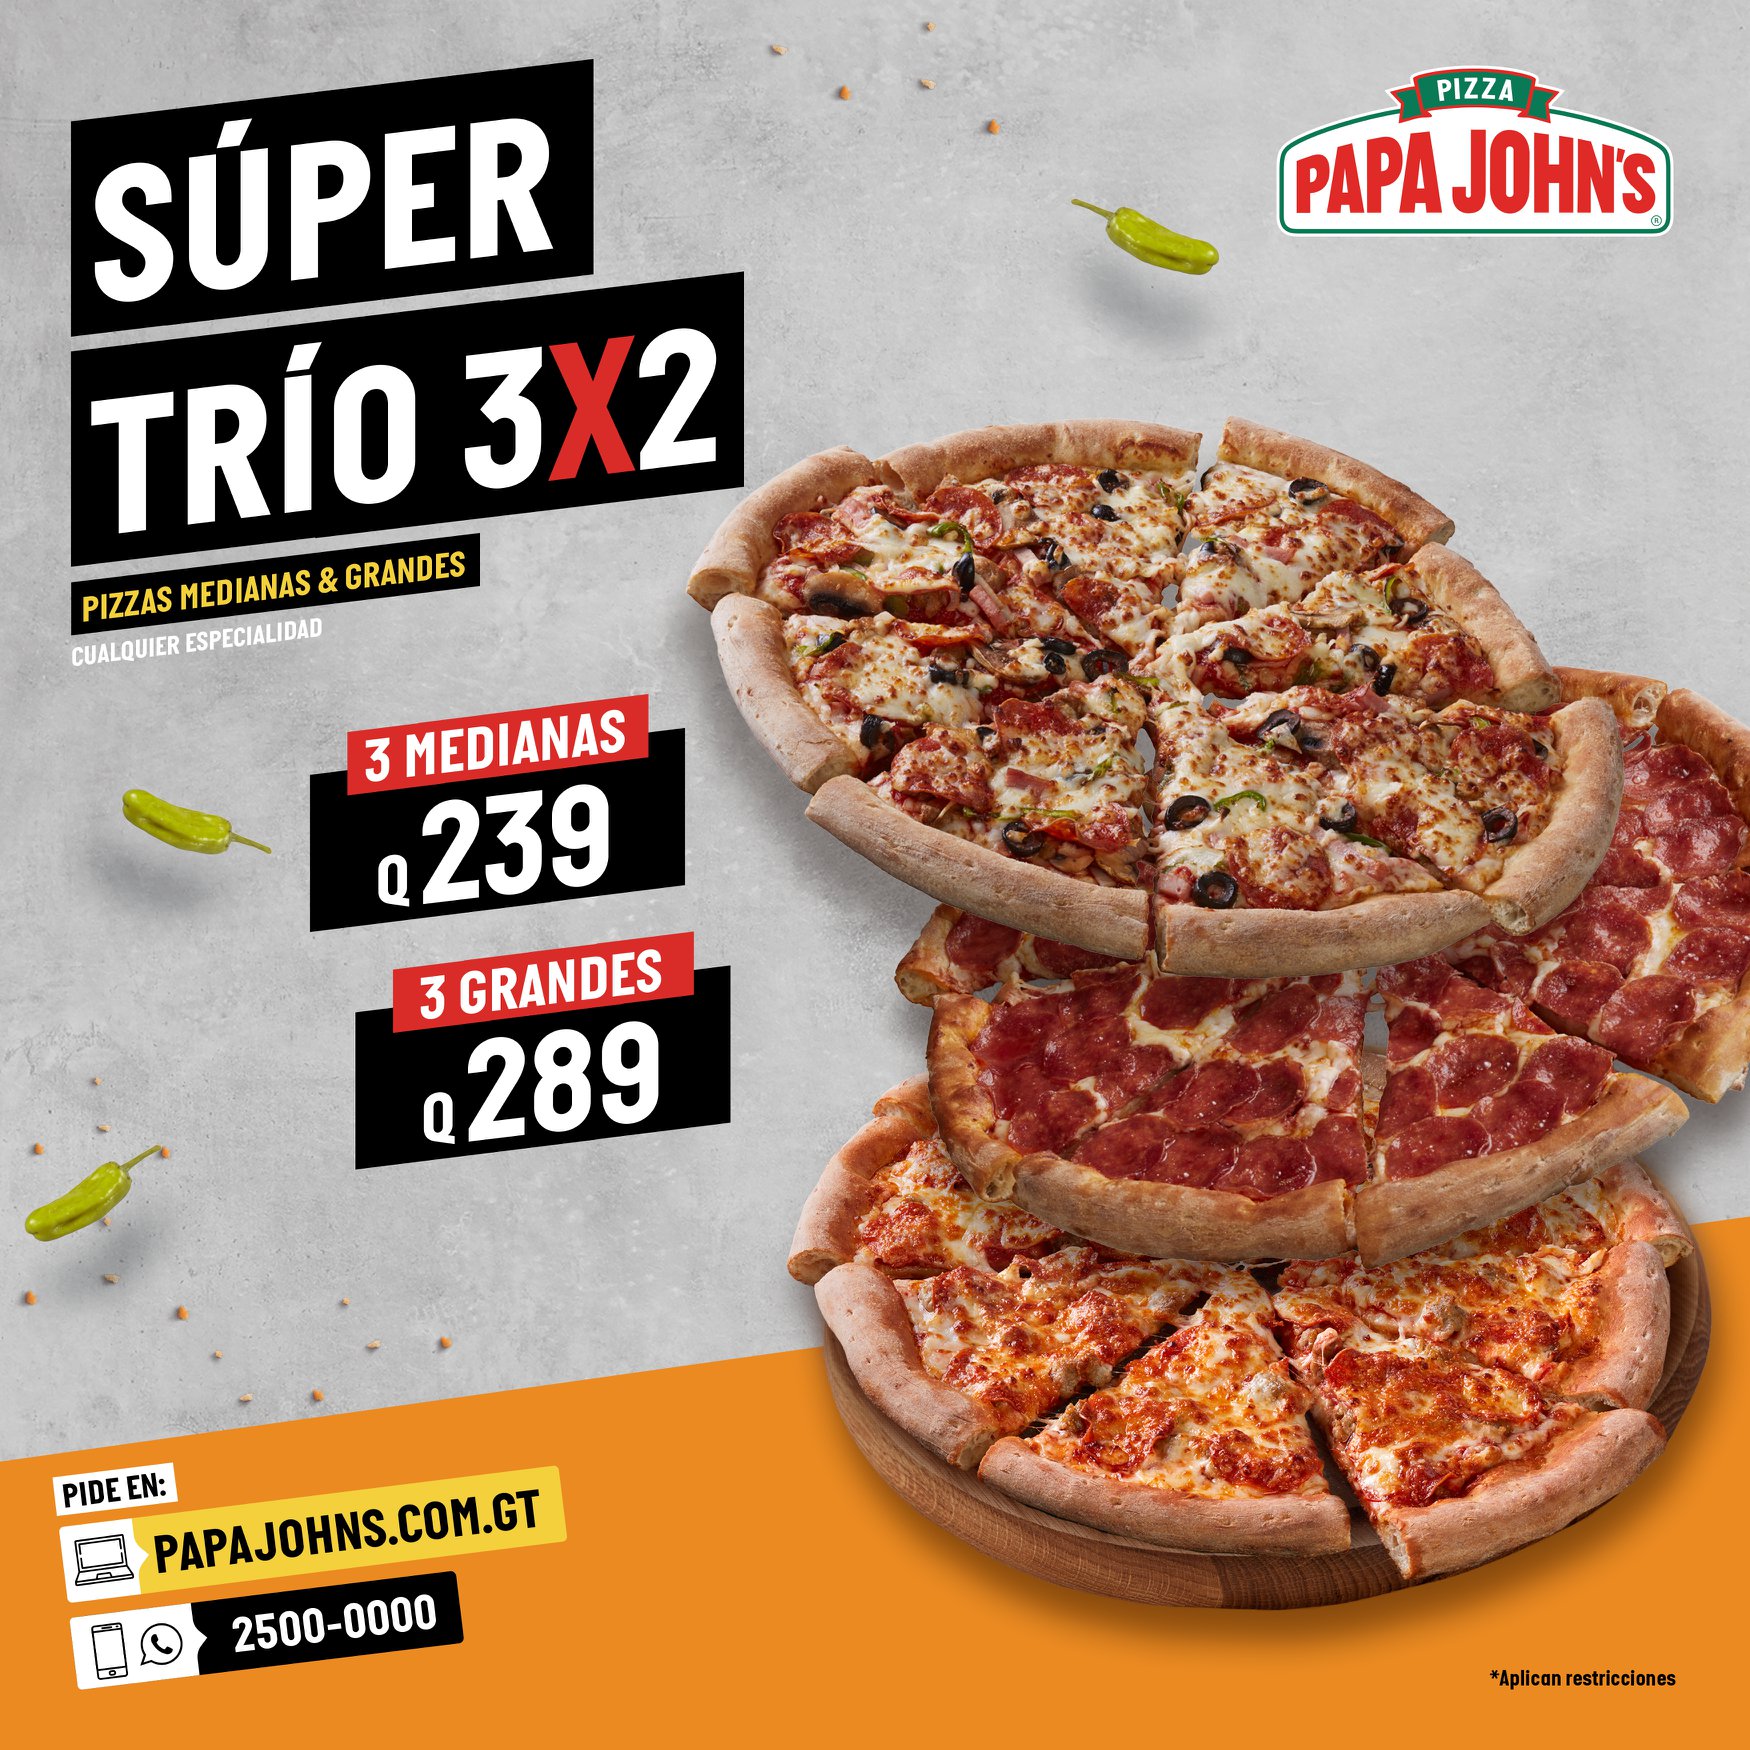 SÚPER
TRÍO 3X2
PIZZAS MEDIANAS & GRANDES
CUALQUIER ESPECIALIDAD
PIZZA
PAPA JOHN'S®
3 MEDIANAS
Q239
3 GRANDES
Q289
PIDE EN:
PAPAJOHNS.COM.GT
2500-0000
*Aplican restricciones